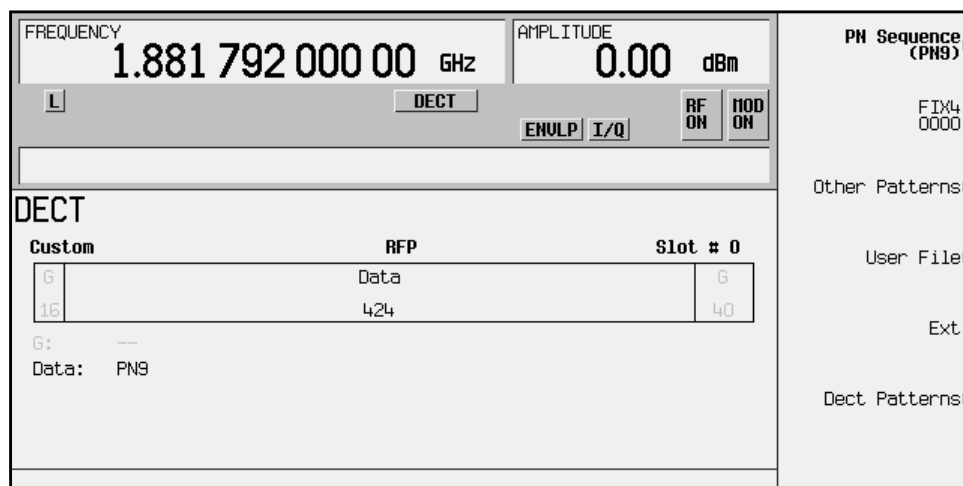 FREQUENCY
1.881 792 000 00 GHz
AMPLITUDE
0.00 dBm
L
DECT
ENVLP
I/Q
RF ON
MOD ON
DECT
Custom
RFP
Slot # 0
G
Data
G
16
424
40
G: --
Data: PN9
PN Sequence
(PN9)
FIX4
0000
Other Patterns
User File
Ext
Dect Patterns